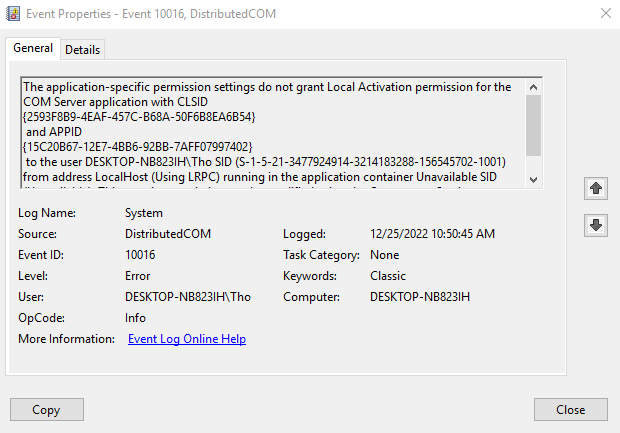 Event Properties - Event 10016, DistributedCOM
General
Details
The application-specific permission settings do not grant Local Activation permission for the
COM Server application with CLSID
{2593F8B9-4EAF-457C-B68A-50F6B8EA6B54}
and APPID
{15C20B67-12E7-4BB6-92BB-7AFF07997402}
to the user DESKTOP-NB823IH\Tho SID (S-1-5-21-3477924914-3214183288-156545702-1001)
from address LocalHost (Using LRPC) running in the application container Unavailable SID
Log Name: System
Source: DistributedCOM Logged: 12/25/2022 10:50:45 AM
Event ID: 10016 Task Category: None
Level: Error Keywords: Classic
User: DESKTOP-NB823IH\Tho Computer: DESKTOP-NB823IH
OpCode: Info
More Information: Event Log Online Help
Copy
Close